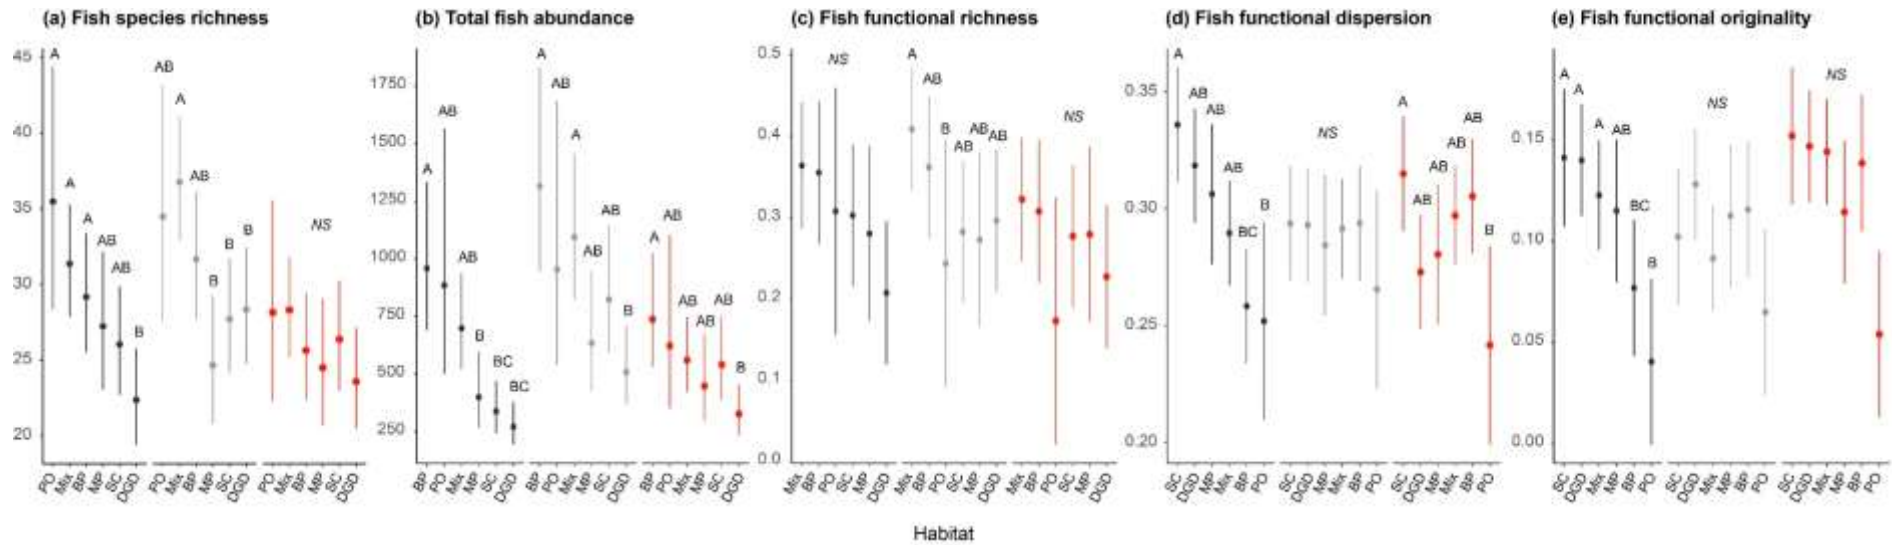 (a) Fish species richness
45
40
35
30
25
20
A A A AB AB B
AB A AB B B B
NS
PO Mix BP MP SC DGD
PO Mix BP MP SC DGD
PO Mix BP MP SC DGD
(b) Total fish abundance
1750
1500
1250
1000
750
500
250
A AB AB B BC BC
A AB A AB AB B
A AB AB AB AB B
BP PO Mix MP SC DGD
BP PO Mix MP SC DGD
BP PO Mix MP SC DGD
(c) Fish functional richness
0.5
0.4
0.3
0.2
0.1
0.0
NS
A AB B AB AB AB
NS
Mix BP PO SC MP DGD
Mix BP PO SC MP DGD
Mix BP PO SC MP DGD
(d) Fish functional dispersion
0.35
0.30
0.25
0.20
A AB AB AB BC B
NS
A AB AB AB AB B
SC DGD MP Mix BP PO
SC DGD MP Mix BP PO
SC DGD MP Mix BP PO
(e) Fish functional originality
0.15
0.10
0.05
0.00
A A A AB BC B
NS
NS
SC DGD Mix MP BP PO
SC DGD Mix MP BP PO
SC DGD Mix MP BP PO
Habitat